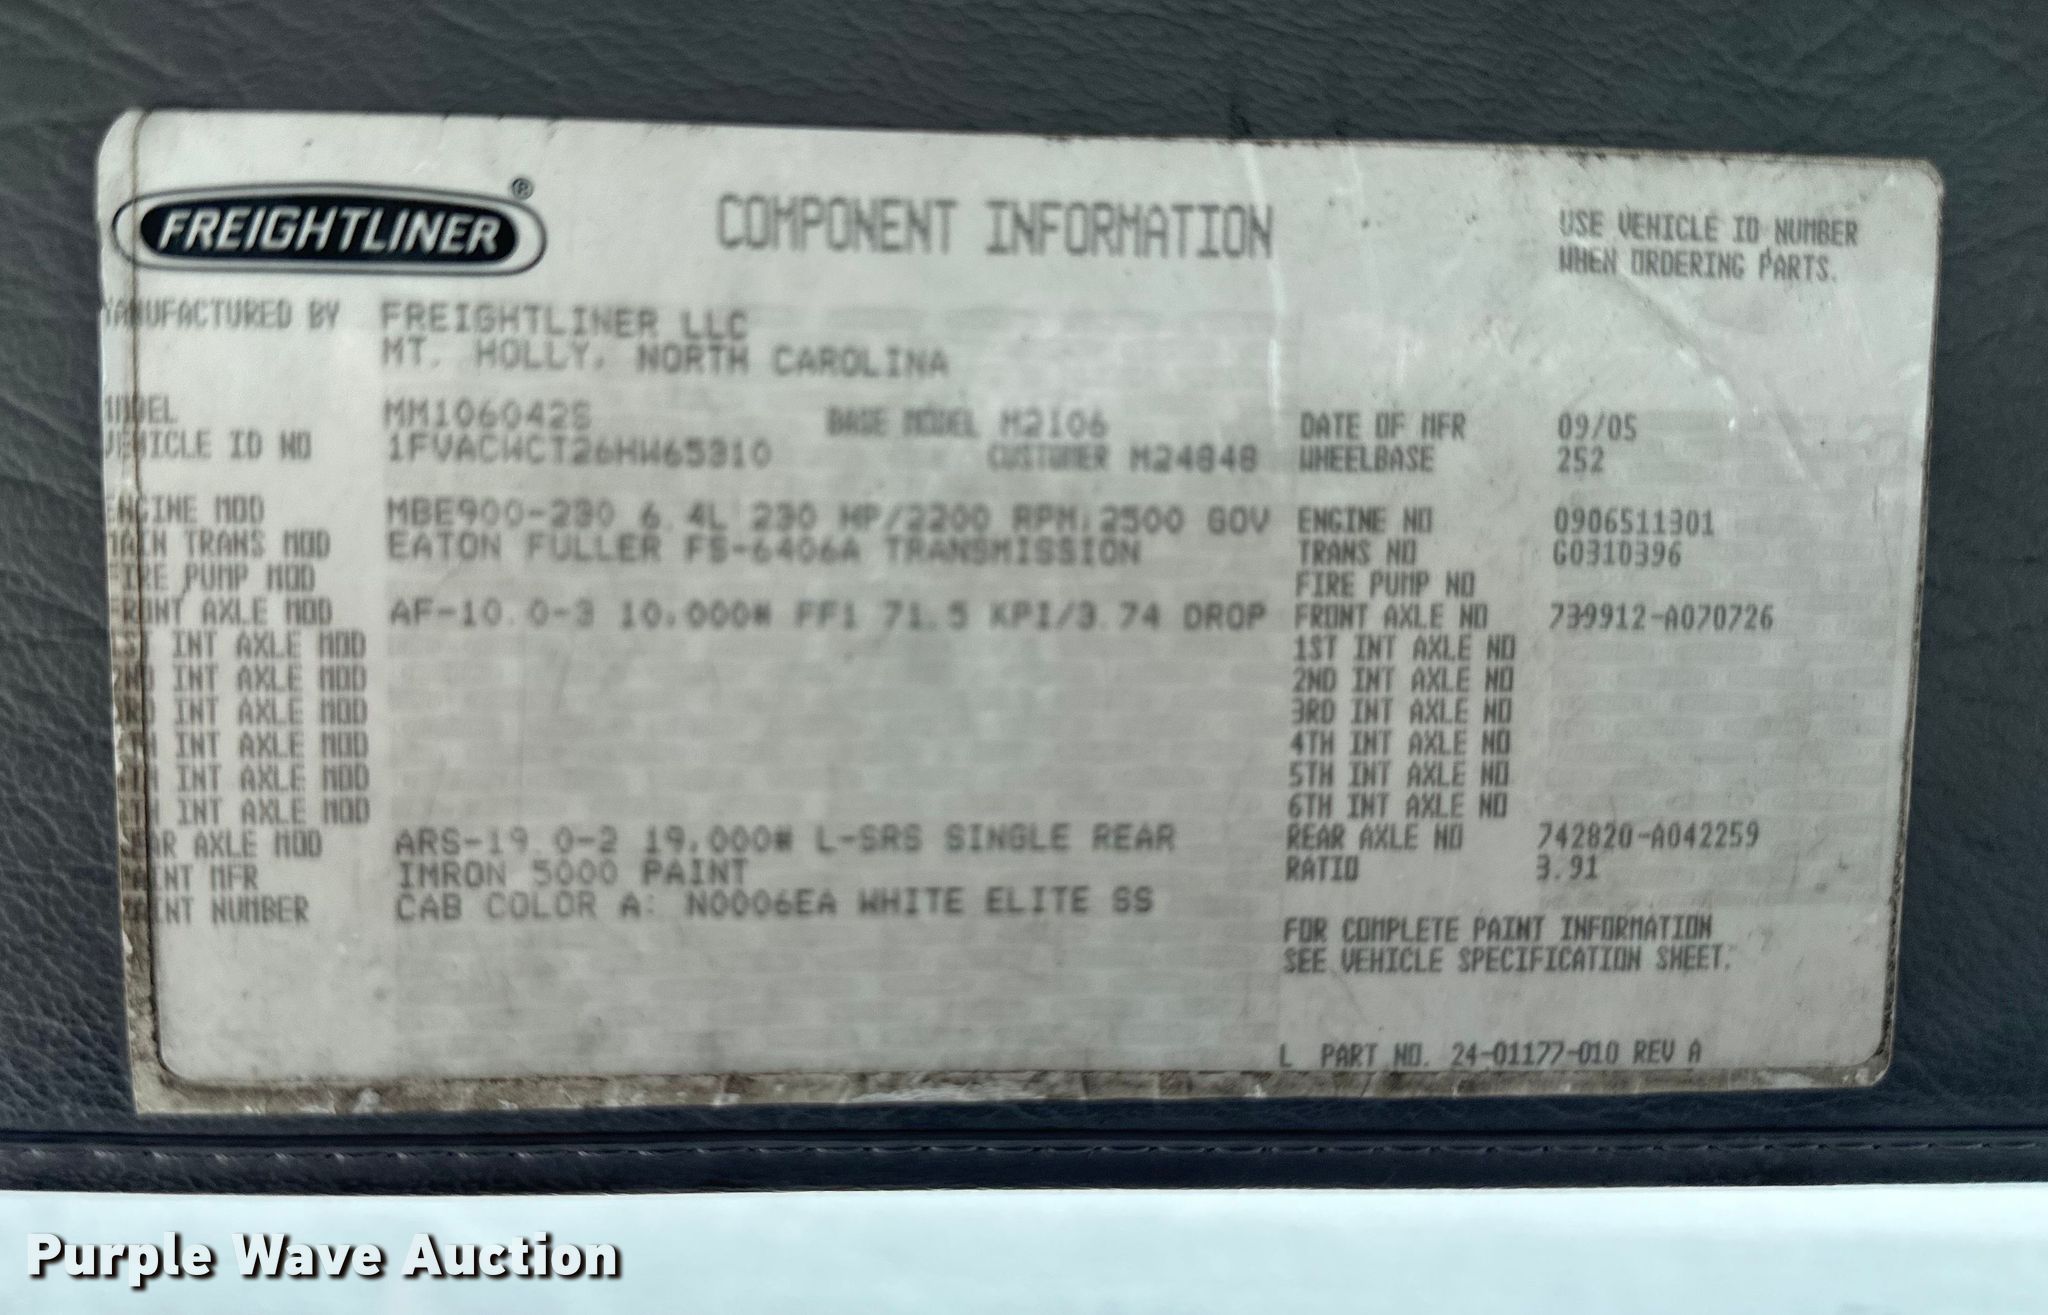 FREIGHTLINER ®
COMPONENT INFORMATION
USE VEHICLE ID NUMBER
WHEN ORDERING PARTS.
MANUFACTURED BY FREIGHTLINER LLC
MT. HOLLY, NORTH CAROLINA
MODEL MM106042S BASE MODEL M2106 DATE OF MFR 09/05
VEHICLE ID NO 1FVACWCT26HW65310 CUSTOMER M24848 WHEELBASE 252
ENGINE MOD MBE900-230 6.4L 230 HP/2200 RPM, 2500 GOV ENGINE NO 0906511301
MAIN TRANS MOD EATON FULLER FS-6406A TRANSMISSION TRANS NO G0310396
FIRE PUMP MOD FIRE PUMP NO
FRONT AXLE MOD AF-10.0-3 10,000# FF1 71.5 KPI/3.74 DROP FRONT AXLE NO 739912-A070726
1ST INT AXLE MOD 1ST INT AXLE NO
2ND INT AXLE MOD 2ND INT AXLE NO
3RD INT AXLE MOD 3RD INT AXLE NO
4TH INT AXLE MOD 4TH INT AXLE NO
5TH INT AXLE MOD 5TH INT AXLE NO
6TH INT AXLE MOD 6TH INT AXLE NO
REAR AXLE MOD ARS-19.0-2 19,000# L-SRS SINGLE REAR REAR AXLE NO 742820-A042259
PAINT MFR IMRON 5000 PAINT RATIO 3.91
PAINT NUMBER CAB COLOR A: N0006EA WHITE ELITE SS
FOR COMPLETE PAINT INFORMATION
SEE VEHICLE SPECIFICATION SHEET.
L PART NO. 24-01177-010 REV A
Purple Wave Auction